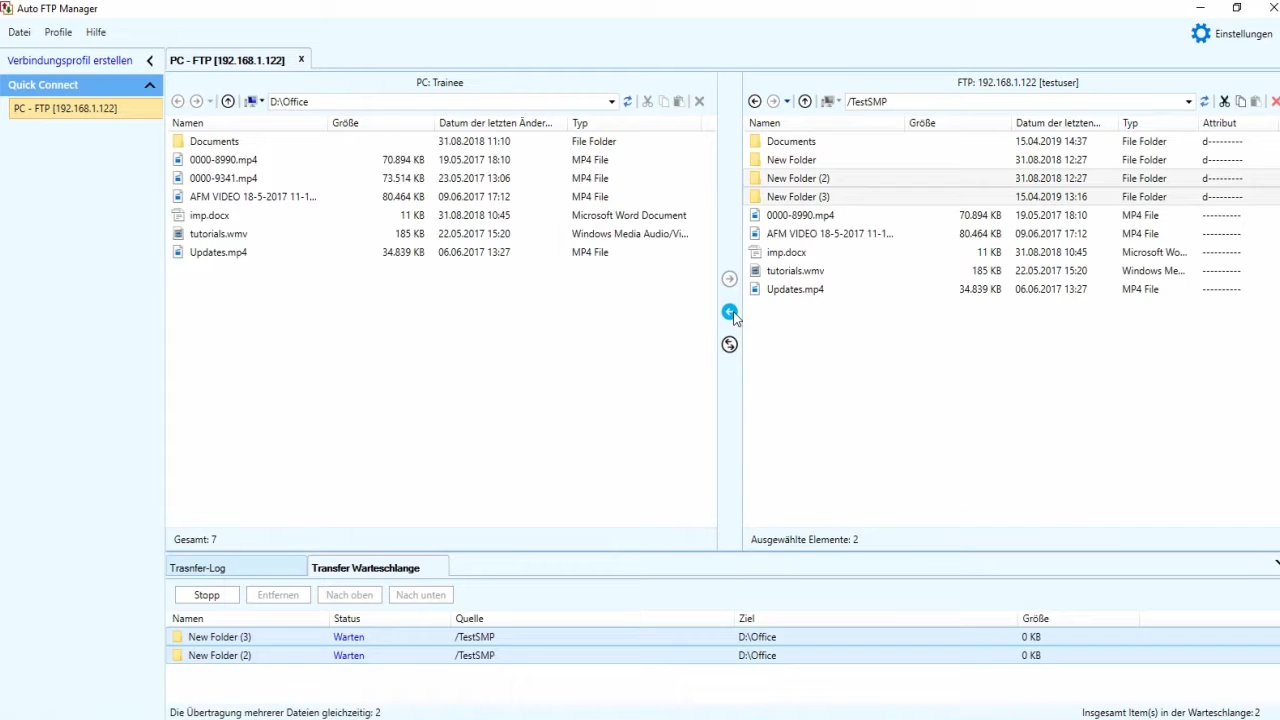 Auto FTP Manager
Datei Profile Hilfe
Einstellungen
Verbindungsprofil erstellen
PC - FTP [192.168.1.122] x
Quick Connect
PC - FTP [192.168.1.122]
PC: Trainee
D:\Office
Namen Größe Datum der letzten Änder... Typ
Documents 31.08.2018 11:10 File Folder
0000-8990.mp4 70.894 KB 19.05.2017 18:10 MP4 File
0000-9341.mp4 73.514 KB 23.05.2017 13:06 MP4 File
AFM VIDEO 18-5-2017 11-1... 80.464 KB 09.06.2017 17:12 MP4 File
imp.docx 11 KB 31.08.2018 10:45 Microsoft Word Document
tutorials.wmv 185 KB 22.05.2017 15:20 Windows Media Audio/Vi...
Updates.mp4 34.839 KB 06.06.2017 13:27 MP4 File
Gesamt: 7
FTP: 192.168.1.122 [testuser]
/TestSMP
Namen Größe Datum der letzten... Typ Attribut
Documents 15.04.2019 14:37 File Folder d---------
New Folder 31.08.2018 12:27 File Folder d---------
New Folder (2) 31.08.2018 12:27 File Folder d---------
New Folder (3) 15.04.2019 13:16 File Folder d---------
0000-8990.mp4 70.894 KB 19.05.2017 18:10 MP4 File ----------
AFM VIDEO 18-5-2017 11-1... 80.464 KB 09.06.2017 17:12 MP4 File ----------
imp.docx 11 KB 31.08.2018 10:45 Microsoft Wo... ----------
tutorials.wmv 185 KB 22.05.2017 15:20 Windows Me... ----------
Updates.mp4 34.839 KB 06.06.2017 13:27 MP4 File ----------
Ausgewählte Elemente: 2
Trasnfer-Log Transfer Warteschlange
Stopp Entfernen Nach oben Nach unten
Namen Status Quelle Ziel Größe
New Folder (3) Warten /TestSMP D:\Office 0 KB
New Folder (2) Warten /TestSMP D:\Office 0 KB
Die Übertragung mehrerer Dateien gleichzeitig: 2
Insgesamt Item(s) in der Warteschlange: 2